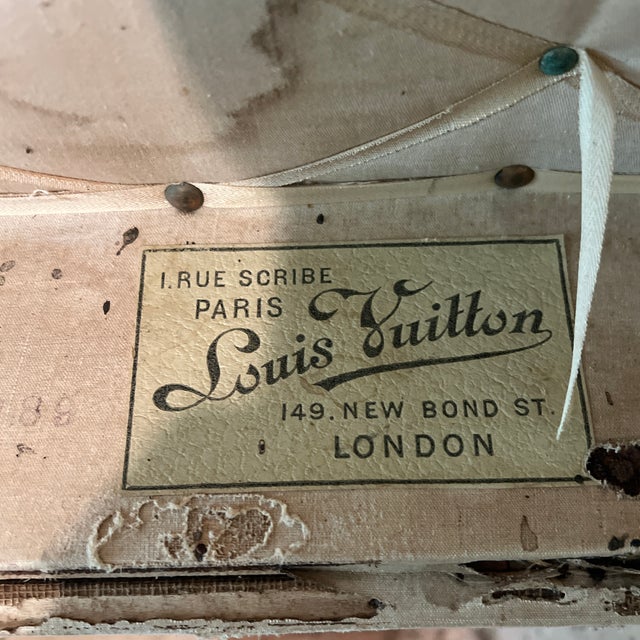 1. RUE SCRIBE
PARIS
Louis Vuitton
149. NEW BOND ST.
LONDON